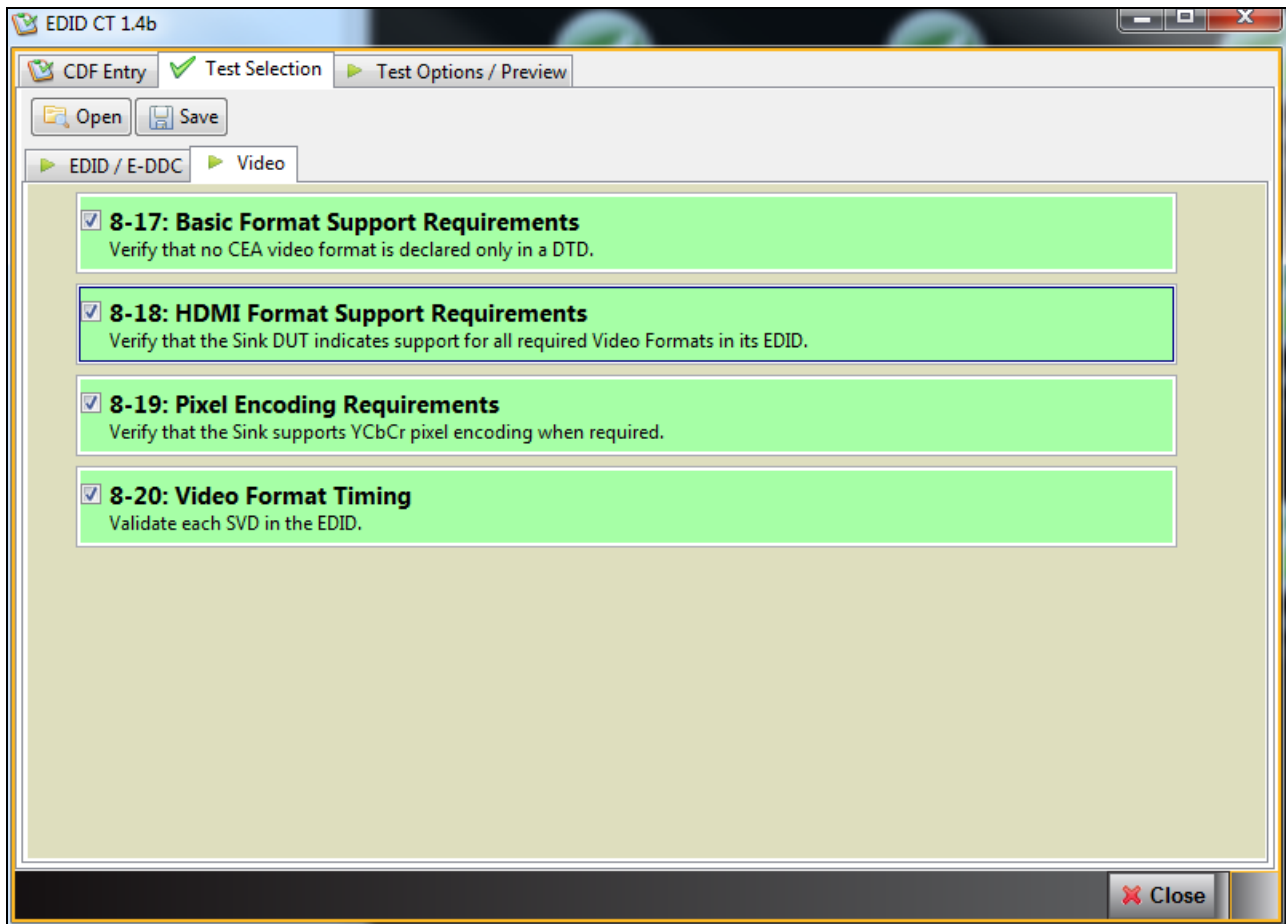 EDID CT 1.4b
CDF Entry
Test Selection
Test Options / Preview
Open
Save
EDID / E-DDC
Video
8-17: Basic Format Support Requirements
Verify that no CEA video format is declared only in a DTD.
8-18: HDMI Format Support Requirements
Verify that the Sink DUT indicates support for all required Video Formats in its EDID.
8-19: Pixel Encoding Requirements
Verify that the Sink supports YCbCr pixel encoding when required.
8-20: Video Format Timing
Validate each SVD in the EDID.
Close